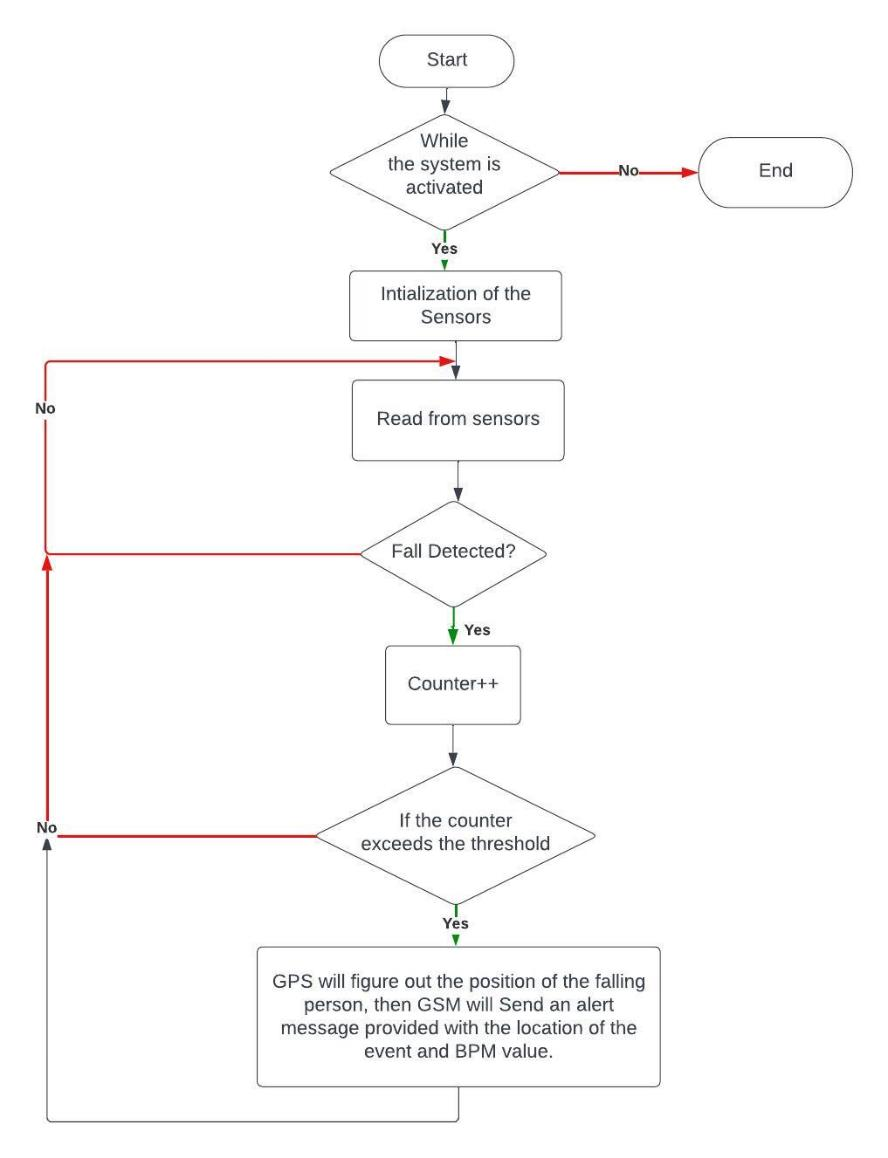 Start
While
the system is
activated
No
End
Yes
Intialization of the
Sensors
No
Read from sensors
Fall Detected?
Yes
Counter++
If the counter
exceeds the threshold
No
Yes
GPS will figure out the position of the falling
person, then GSM will Send an alert
message provided with the location of the
event and BPM value.